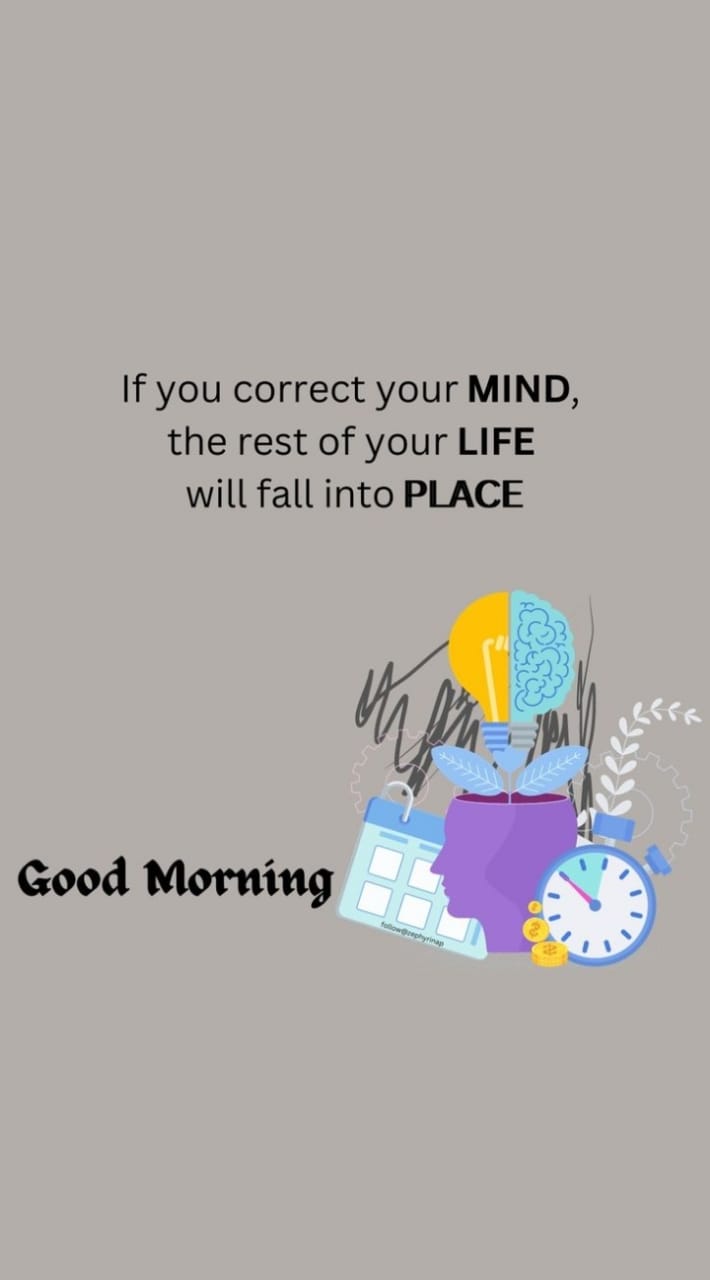 If you correct your MIND,
the rest of your LIFE
will fall into PLACE
Good Morning
follow@zephyrinap